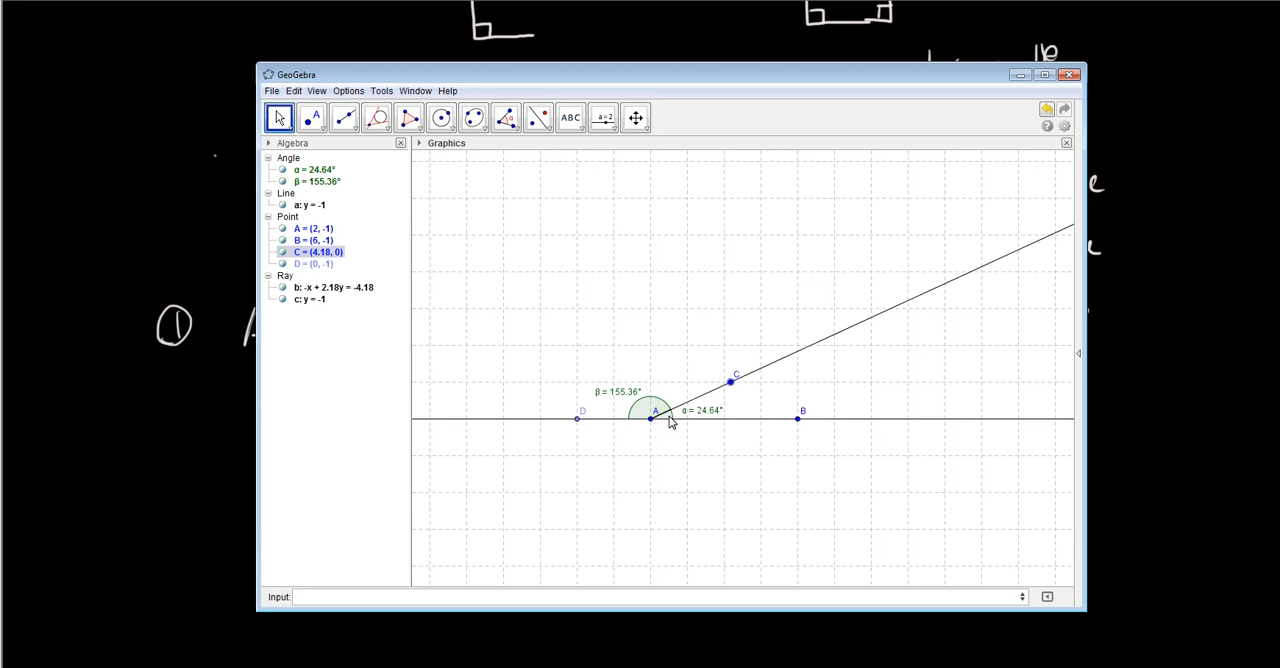 GeoGebra
File Edit View Options Tools Window Help
A ABC a=2
Algebra
Graphics
Angle
α = 24.64°
β = 155.36°
Line
a: y = -1
Point
A = (2, -1)
B = (6, -1)
C = (4.18, 0)
D = (0, -1)
Ray
b: -x + 2.18y = -4.18
c: y = -1
C
β = 155.36°
D A α = 24.64° B
e
e
① A
Input: